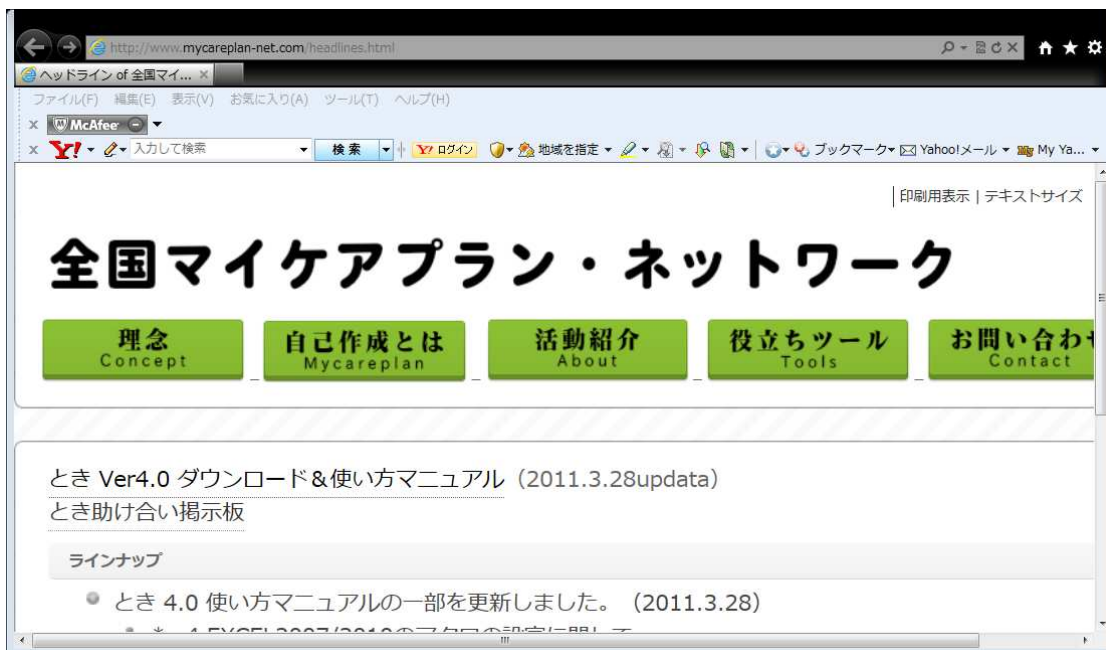 http://www.mycareplan-net.com/headlines.html
ヘッドライン of 全国マイ... ×
ファイル(F) 編集(E) 表示(V) お気に入り(A) ツール(T) ヘルプ(H)
x McAfee
x Y! 入力して検索 検索 Y? ログイン 地域を指定 ブックマーク Yahoo!メール My Ya...
印刷用表示 | テキストサイズ
全国マイケアプラン・ネットワーク
理念 自己作成とは 活動紹介 役立ちツール お問い合わ
Concept Mycareplan About Tools Contact
とき Ver4.0 ダウンロード&使い方マニュアル (2011.3.28updata)
とき助け合い掲示板
ラインナップ
とき 4.0 使い方マニュアルの一部を更新しました。 (2011.3.28)